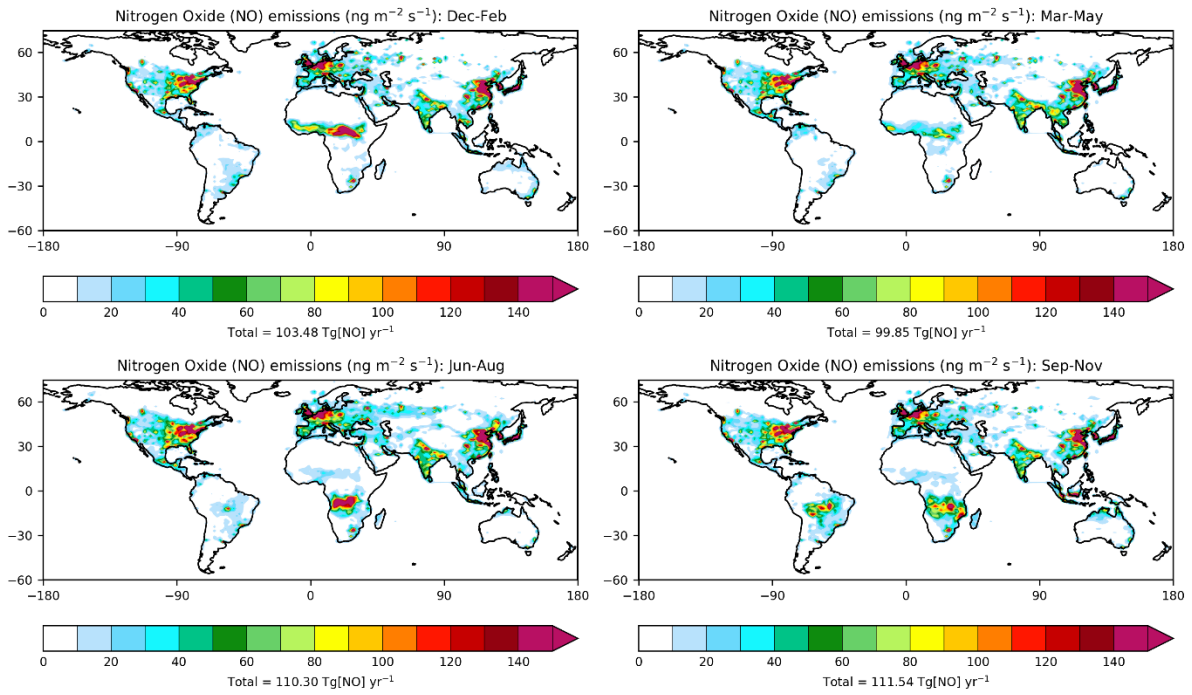 Nitrogen Oxide (NO) emissions (ng m⁻² s⁻¹): Dec-Feb
60
30
0
−30
−60
−180 −90 0 90 180
0 20 40 60 80 100 120 140
Total = 103.48 Tg[NO] yr⁻¹
Nitrogen Oxide (NO) emissions (ng m⁻² s⁻¹): Mar-May
60
30
0
−30
−60
−180 −90 0 90 180
0 20 40 60 80 100 120 140
Total = 99.85 Tg[NO] yr⁻¹
Nitrogen Oxide (NO) emissions (ng m⁻² s⁻¹): Jun-Aug
60
30
0
−30
−60
−180 −90 0 90 180
0 20 40 60 80 100 120 140
Total = 110.30 Tg[NO] yr⁻¹
Nitrogen Oxide (NO) emissions (ng m⁻² s⁻¹): Sep-Nov
60
30
0
−30
−60
−180 −90 0 90 180
0 20 40 60 80 100 120 140
Total = 111.54 Tg[NO] yr⁻¹